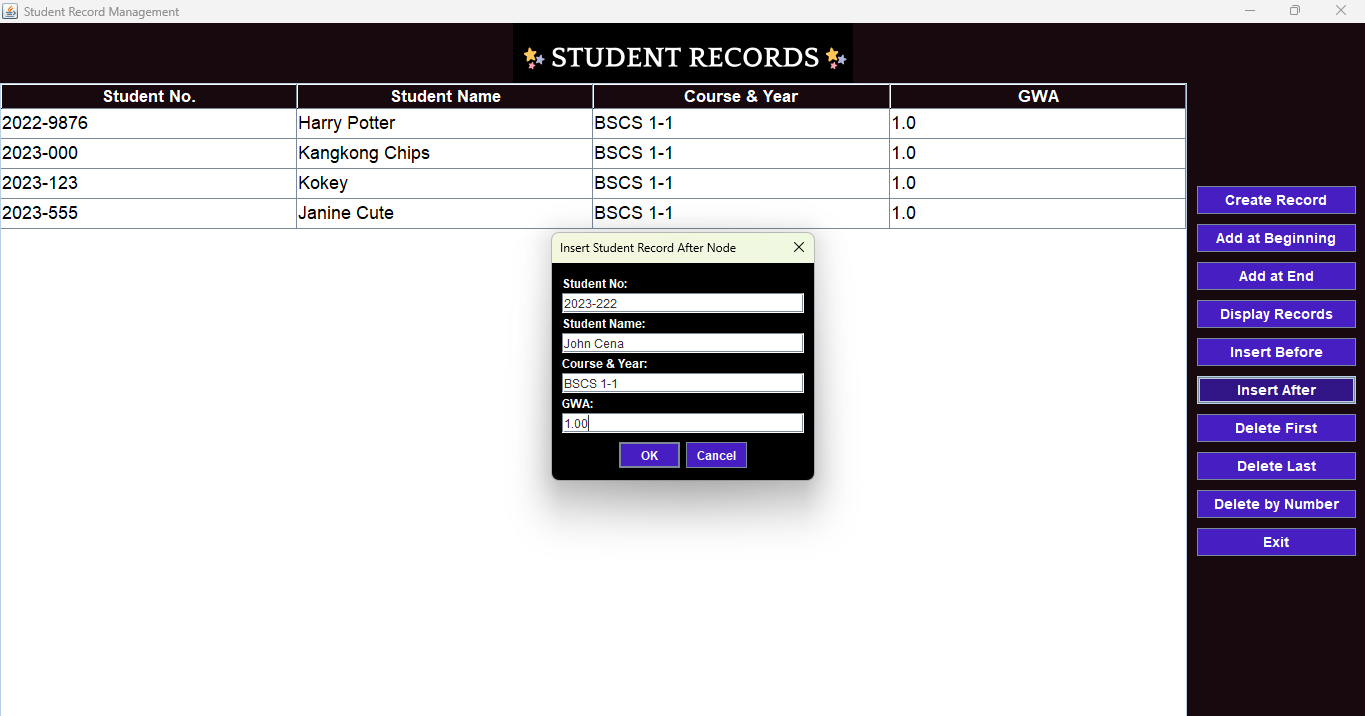 Student Record Management
STUDENT RECORDS
Student No. Student Name Course & Year GWA
2022-9876 Harry Potter BSCS 1-1 1.0
2023-000 Kangkong Chips BSCS 1-1 1.0
2023-123 Kokey BSCS 1-1 1.0
2023-555 Janine Cute BSCS 1-1 1.0
Insert Student Record After Node
Student No:
2023-222
Student Name:
John Cena
Course & Year:
BSCS 1-1
GWA:
1.00
OK Cancel
Create Record
Add at Beginning
Add at End
Display Records
Insert Before
Insert After
Delete First
Delete Last
Delete by Number
Exit